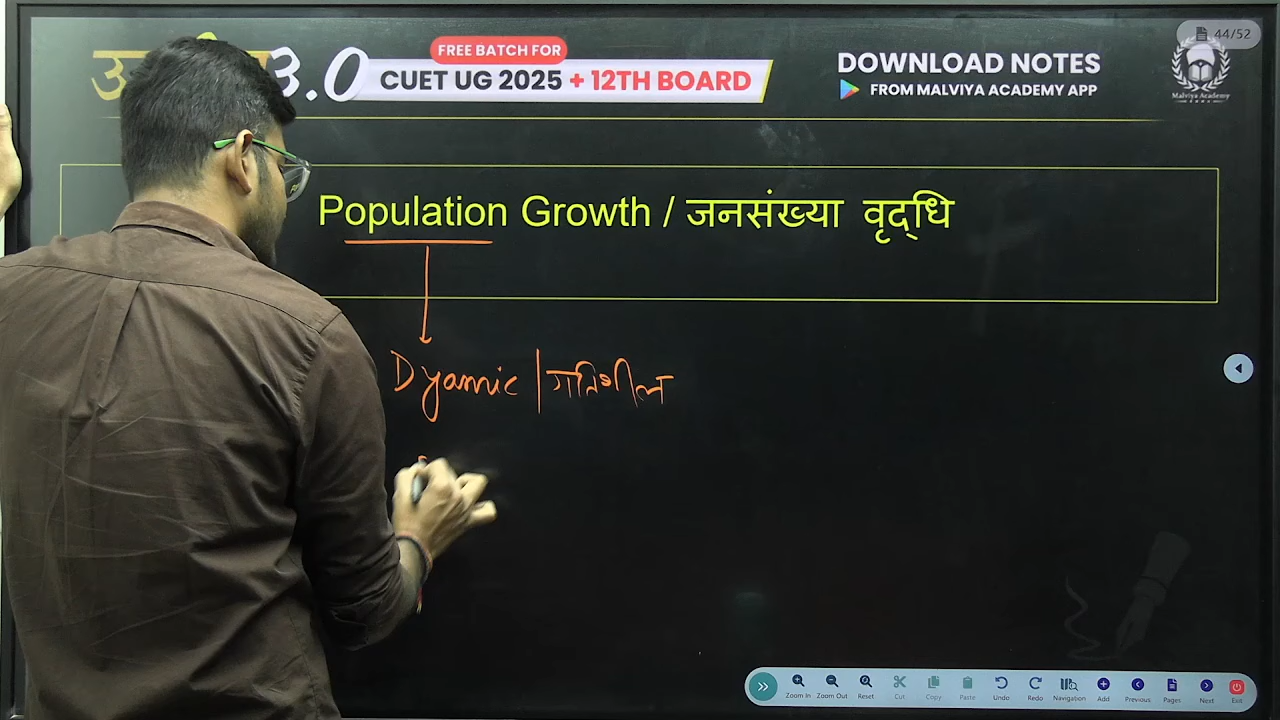 3.0
FREE BATCH FOR
CUET UG 2025 + 12TH BOARD
DOWNLOAD NOTES
FROM MALVIYA ACADEMY APP
44/52
Malviya Academy
Population Growth / जनसंख्या वृद्धि
Dyamic | गतिशील
Zoom In Zoom Out Reset Cut Copy Paste Undo Redo Navigation Add Previous Pages Next Exit